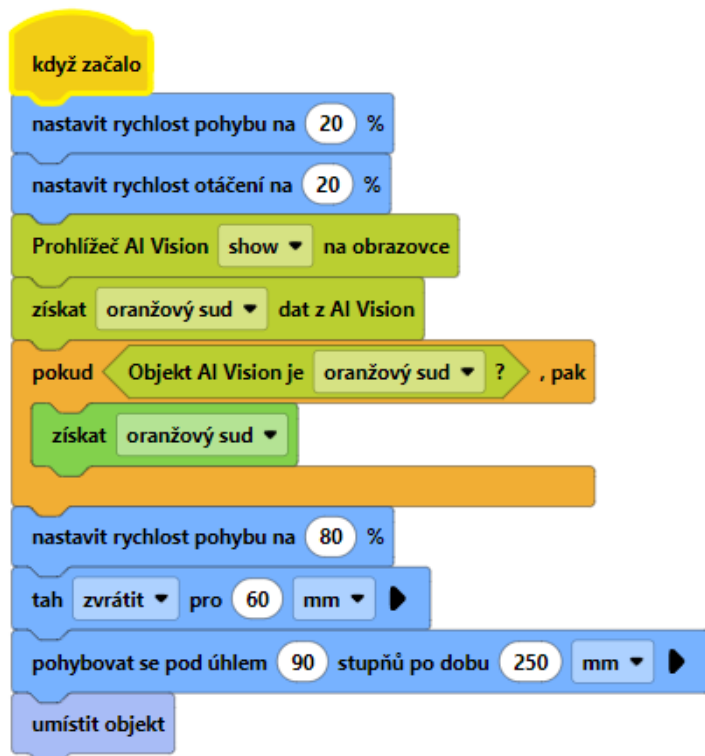 když začalo
nastavit rychlost pohybu na 20 %
nastavit rychlost otáčení na 20 %
Prohlížeč AI Vision show na obrazovce
získat oranžový sud dat z AI Vision
pokud Objekt AI Vision je oranžový sud ? , pak
získat oranžový sud
nastavit rychlost pohybu na 80 %
tah zvrátit pro 60 mm
pohybovat se pod úhlem 90 stupňů po dobu 250 mm
umístit objekt